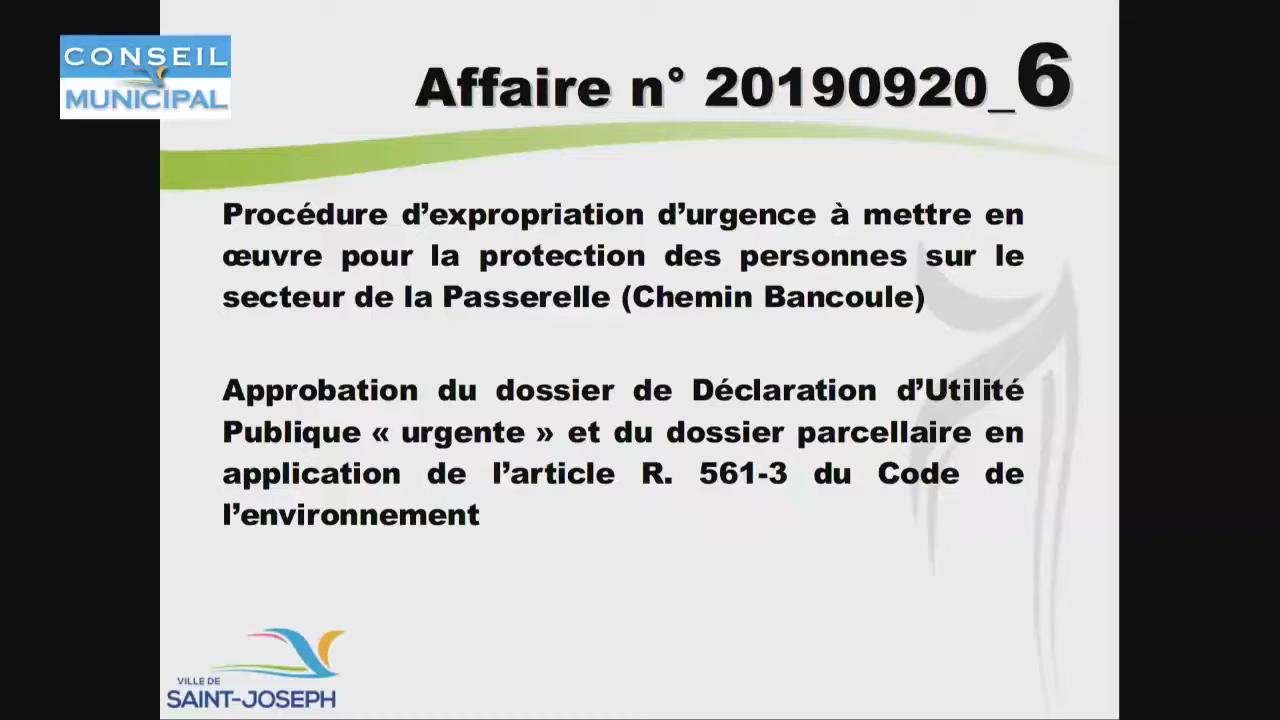 CONSEIL
MUNICIPAL
Affaire n° 20190920_6
Procédure d’expropriation d’urgence à mettre en
œuvre pour la protection des personnes sur le
secteur de la Passerelle (Chemin Bancoule)
Approbation du dossier de Déclaration d’Utilité
Publique « urgente » et du dossier parcellaire en
application de l’article R. 561-3 du Code de
l’environnement
VILLE DE
SAINT-JOSEPH